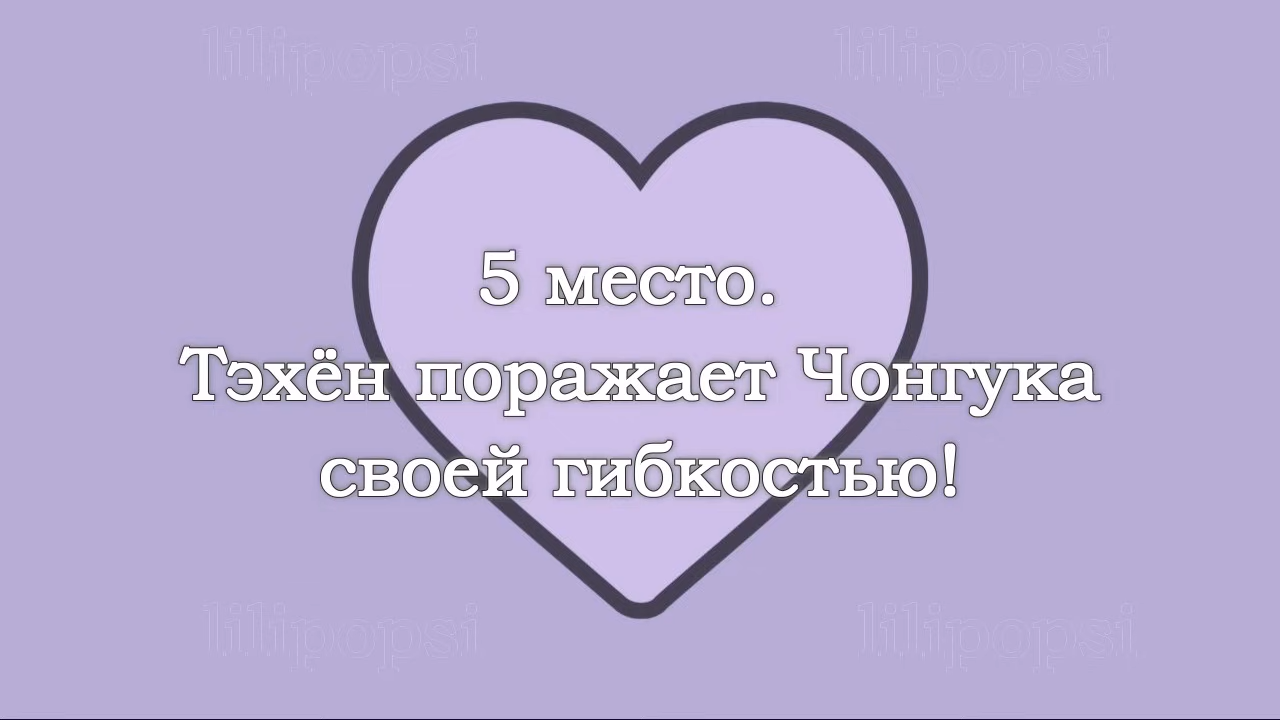 lilipopsi lilipopsi
5 место.
Тэхён поражает Чонгука
своей гибкостью!
lilipopsi lilipopsi